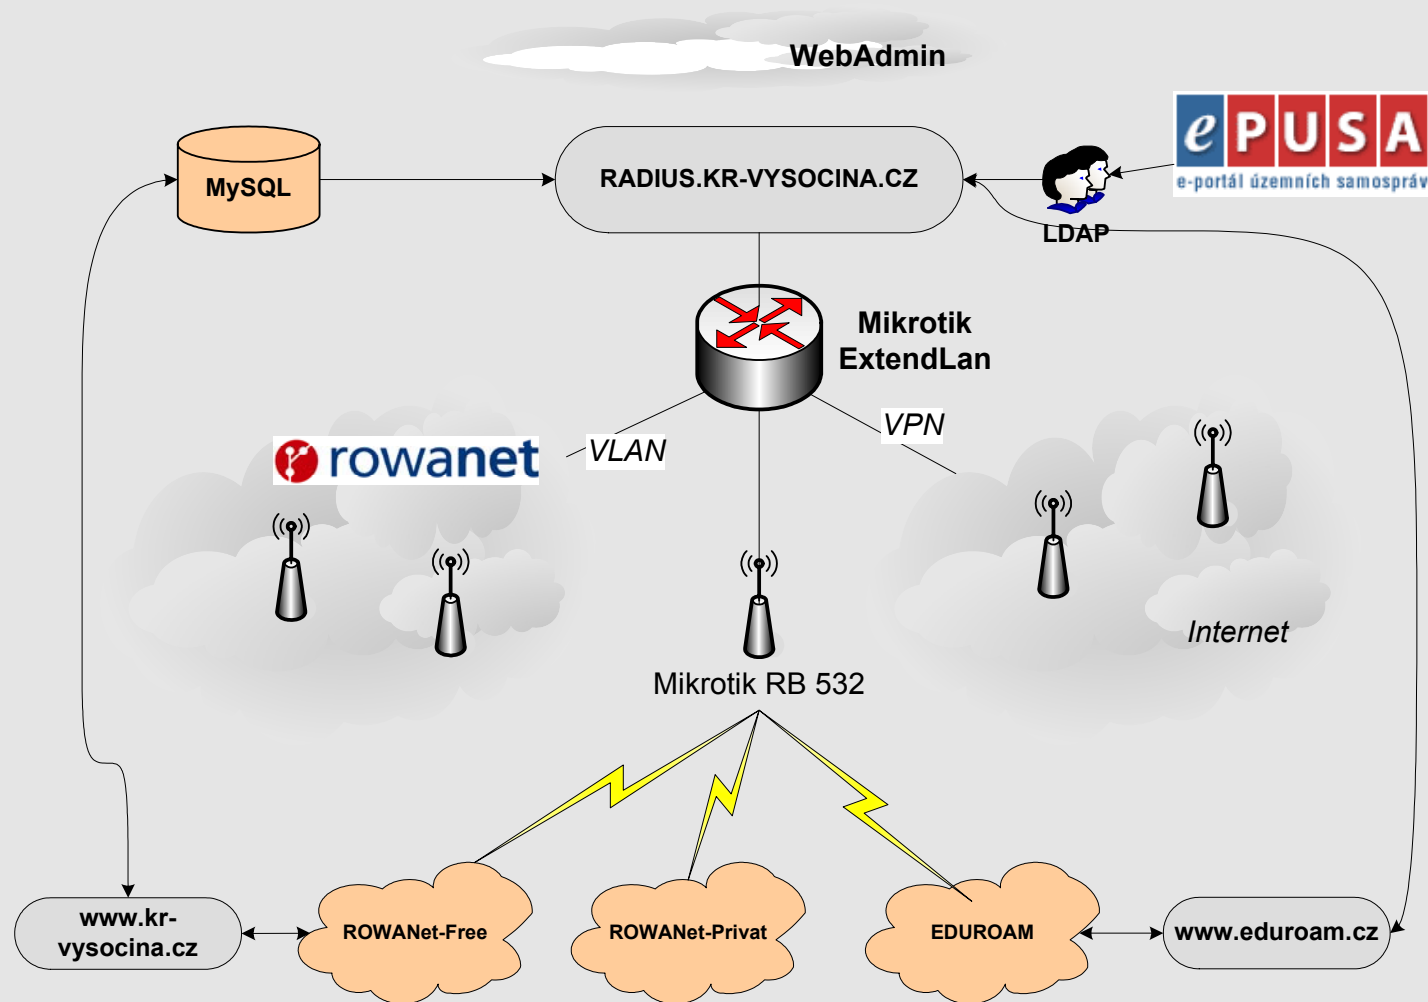 WebAdmin
ePUSA
e-portál územních samospráv
MySQL
RADIUS.KR-VYSOCINA.CZ
LDAP
Mikrotik
ExtendLan
rowanet
VLAN
VPN
Internet
Mikrotik RB 532
www.kr-
vysocina.cz
ROWANet-Free
ROWANet-Privat
EDUROAM
www.eduroam.cz